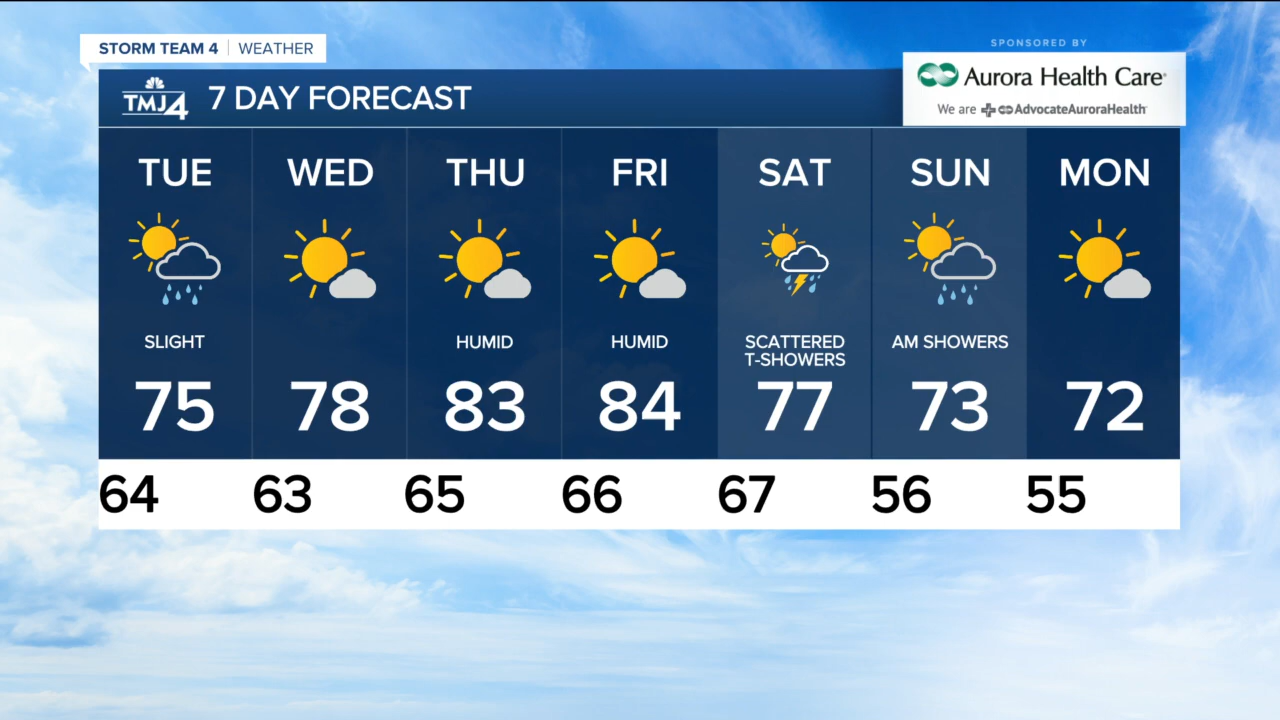 STORM TEAM 4 | WEATHER
SPONSORED BY
Aurora Health Care®
We are AdvocateAuroraHealth
TMJ4 7 DAY FORECAST
TUE WED THU FRI SAT SUN MON
SLIGHT HUMID HUMID SCATTERED T-SHOWERS AM SHOWERS
75 78 83 84 77 73 72
64 63 65 66 67 56 55